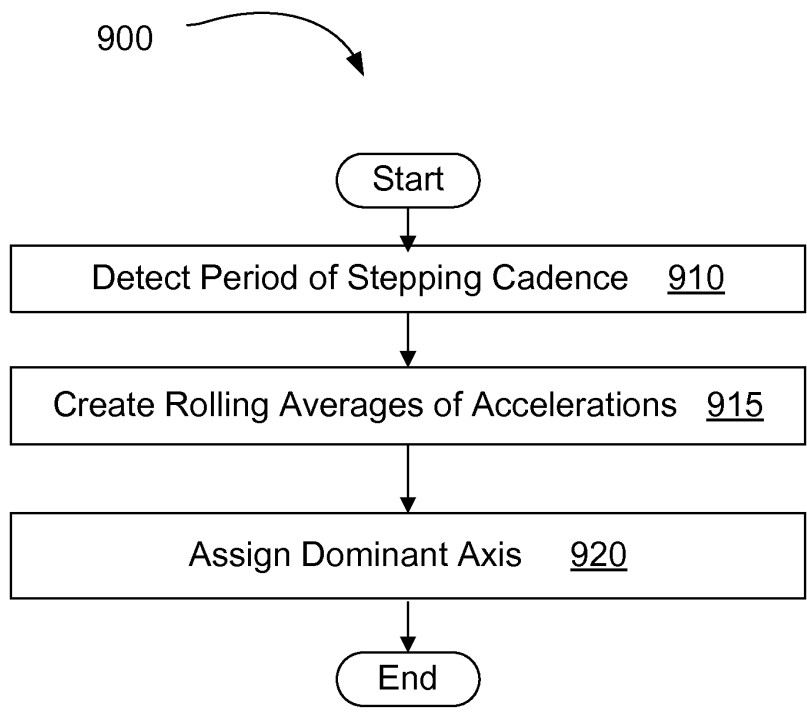 900
Start
Detect Period of Stepping Cadence 910
Create Rolling Averages of Accelerations 915
Assign Dominant Axis 920
End